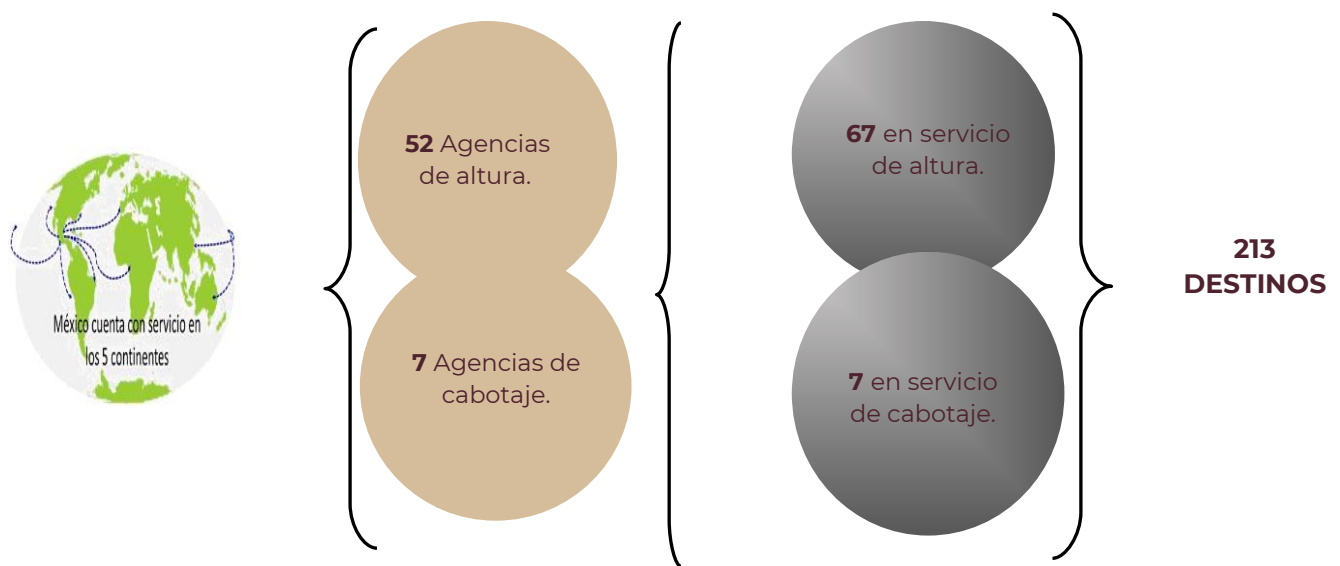 México cuenta con servicio en
los 5 continentes
52 Agencias
de altura.
7 Agencias de
cabotaje.
67 en servicio
de altura.
7 en servicio
de cabotaje.
213
DESTINOS